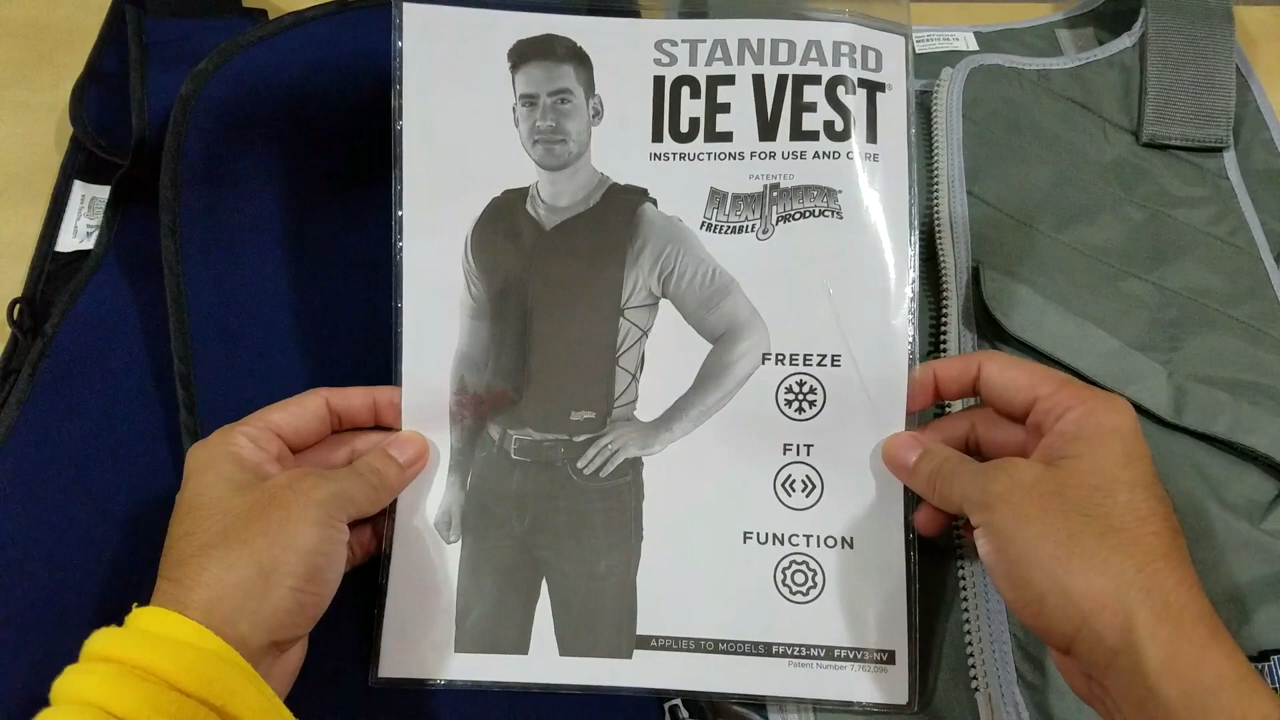 STANDARD
ICE VEST®
INSTRUCTIONS FOR USE AND CARE
PATENTED
FLEXIFREEZE®
FREEZABLE PRODUCTS
FREEZE
FIT
FUNCTION
APPLIES TO MODELS: FFVZ3-NV · FFVV3-NV
Patent Number 7,762,096